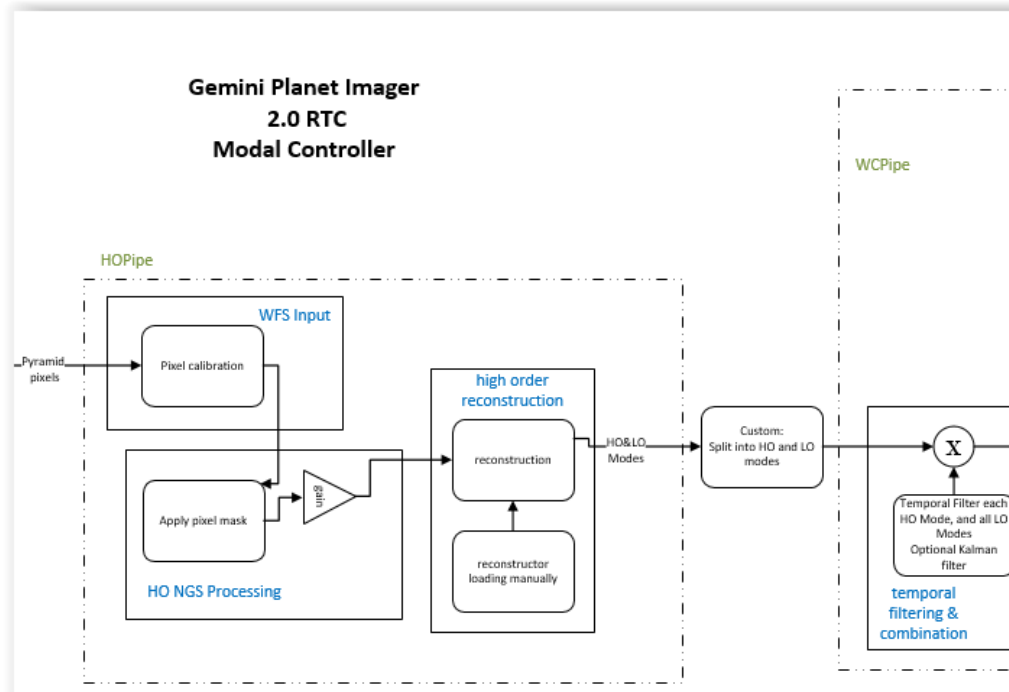 Gemini Planet Imager
2.0 RTC
Modal Controller
WCPipe
HOPipe
WFS Input
Pyramid
pixels
Pixel calibration
high order
reconstruction
Custom:
Split into HO and LO
modes
HO&LO
Modes
reconstruction
X
gain
Apply pixel mask
Temporal Filter each
HO Mode, and all LO
Modes
Optional Kalman
filter
reconstructor
loading manually
HO NGS Processing
temporal
filtering &
combination